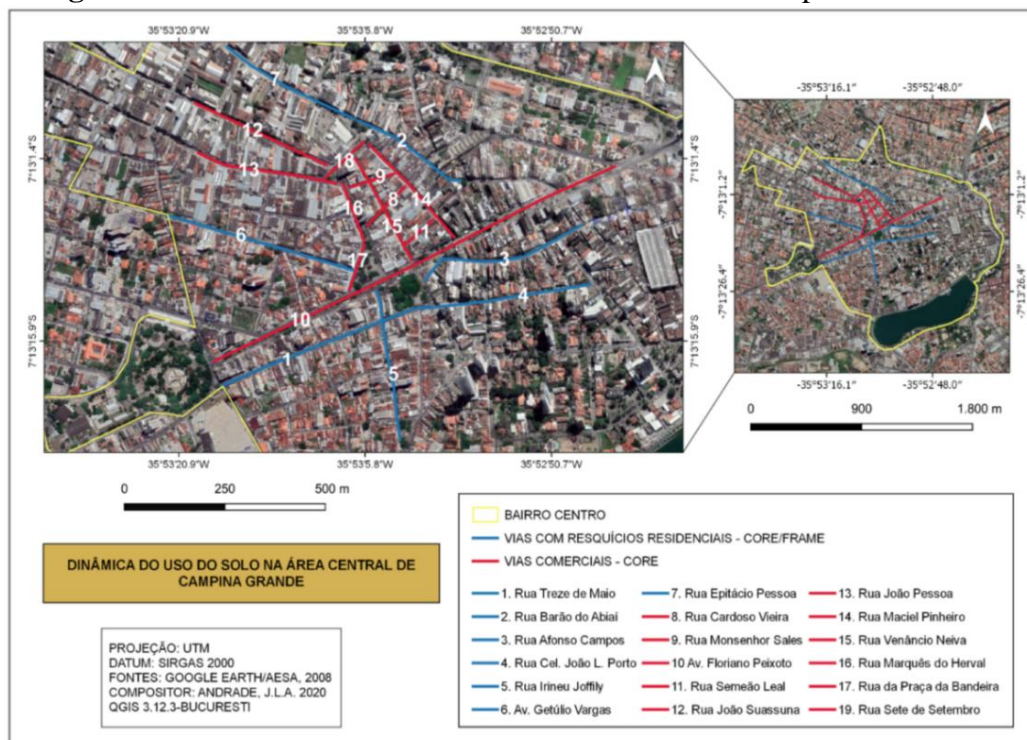 35°53'20.9"W 35°53'5.8"W 35°52'50.7"W
7°13'1.4"S
7°13'15.9"S
7°13'1.4"S
7°13'15.9"S
7
2
12
18
13
9
8
14
16
15
11
6
17
3
4
10
1
5
35°53'20.9"W 35°53'5.8"W 35°52'50.7"W
0 250 500 m
-35°53'16.1" -35°52'48.0"
-7°13'1.2"
-7°13'26.4"
-7°13'1.2"
-7°13'26.4"
-35°53'16.1" -35°52'48.0"
0 900 1.800 m
DINÂMICA DO USO DO SOLO NA ÁREA CENTRAL DE
CAMPINA GRANDE
PROJEÇÃO: UTM
DATUM: SIRGAS 2000
FONTES: GOOGLE EARTH/AESA, 2008
COMPOSITOR: ANDRADE, J.L.A. 2020
QGIS 3.12.3-BUCURESTI
BAIRRO CENTRO
VIAS COM RESQUÍCIOS RESIDENCIAIS - CORE/FRAME
VIAS COMERCIAIS - CORE
1. Rua Treze de Maio
2. Rua Barão do Abiai
3. Rua Afonso Campos
4. Rua Cel. João L. Porto
5. Rua Irineu Joffily
6. Av. Getúlio Vargas
7. Rua Epitácio Pessoa
8. Rua Cardoso Vieira
9. Rua Monsenhor Sales
10 Av. Floriano Peixoto
11. Rua Semeão Leal
12. Rua João Suassuna
13. Rua João Pessoa
14. Rua Maciel Pinheiro
15. Rua Venâncio Neiva
16. Rua Marquês do Herval
17. Rua da Praça da Bandeira
19. Rua Sete de Setembro